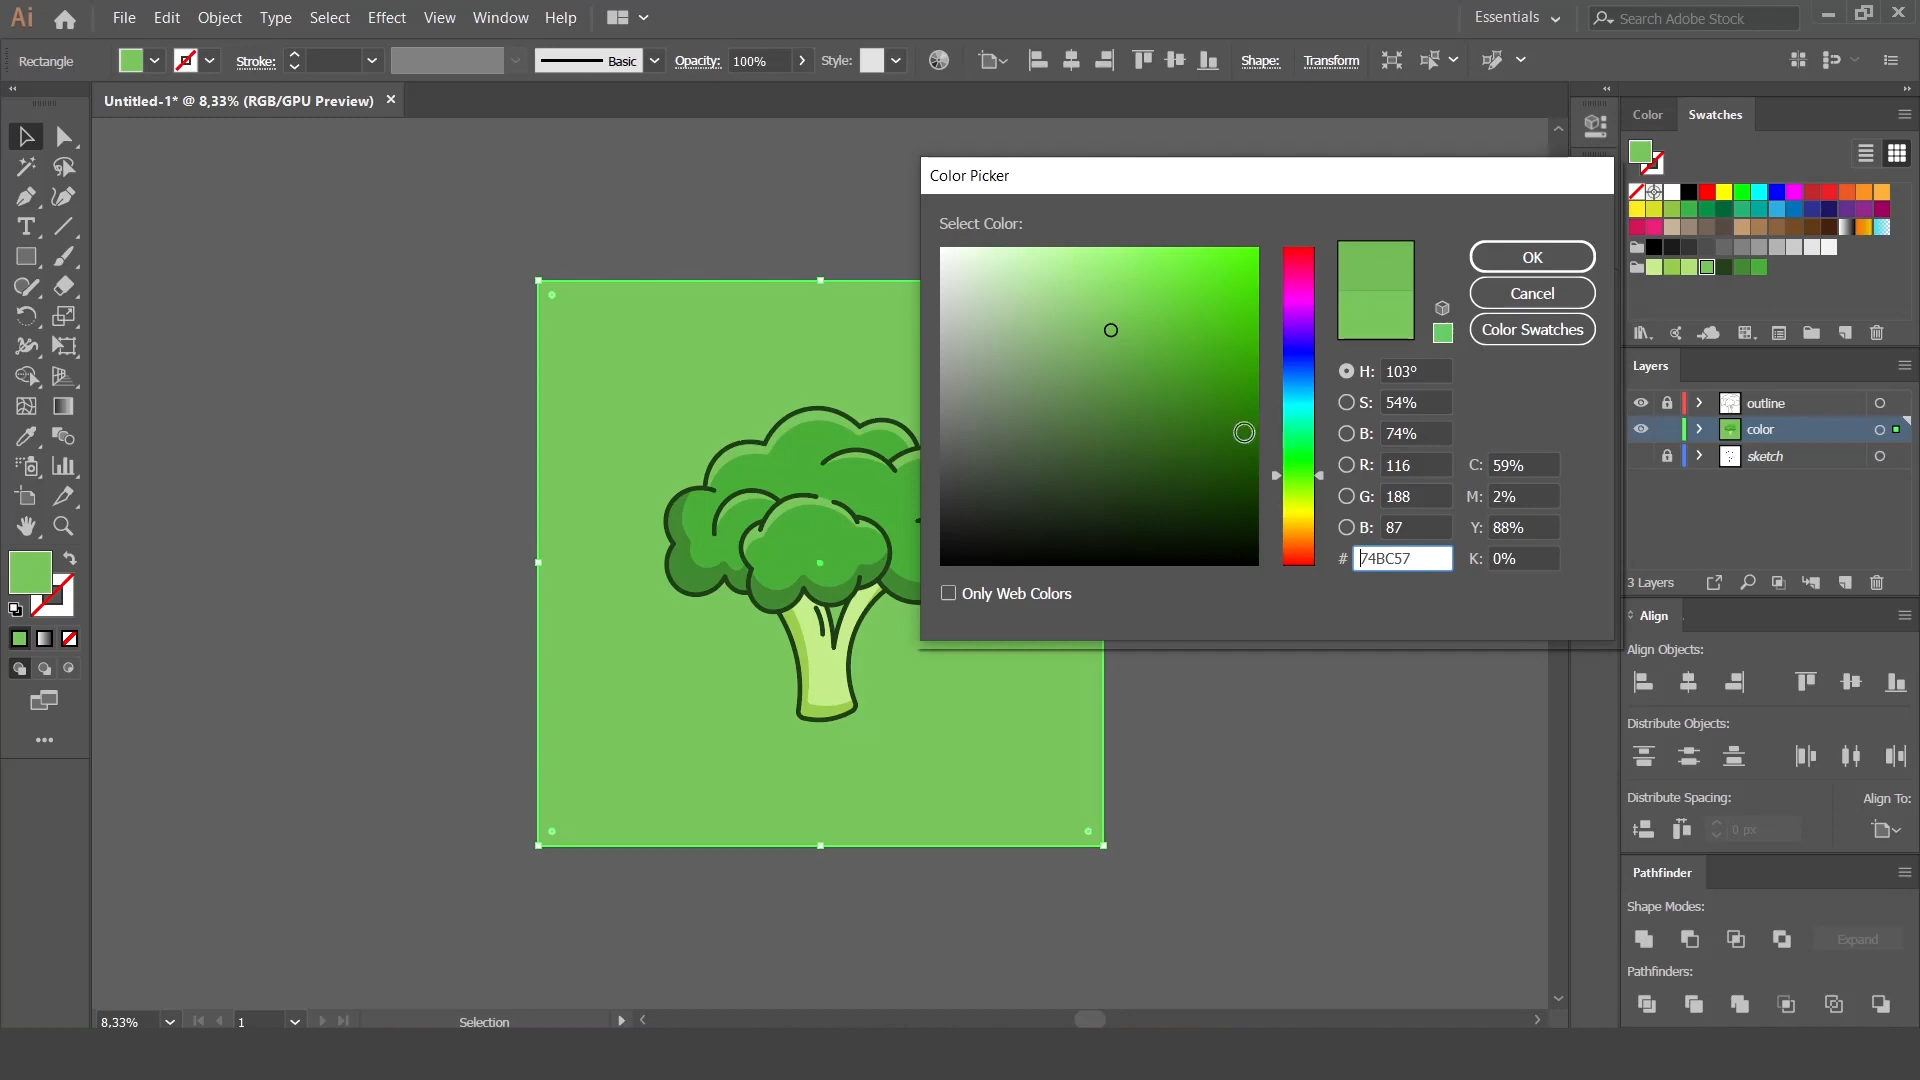 Ai File Edit Object Type Select Effect View Window Help Essentials Search Adobe Stock
Rectangle Stroke: Basic Opacity: 100% Style: Shape: Transform
Untitled-1* @ 8,33% (RGB/GPU Preview) ×
Color Swatches
Color Picker
Select Color:
OK
Cancel
Color Swatches
H: 103°
S: 54%
B: 74%
R: 116 C: 59%
G: 188 M: 2%
B: 87 Y: 88%
# 74BC57 K: 0%
Only Web Colors
Layers
outline
color
sketch
3 Layers
Align
Align Objects:
Distribute Objects:
Distribute Spacing: Align To:
0 px
Pathfinder
Shape Modes:
Expand
Pathfinders:
8,33% 1 Selection